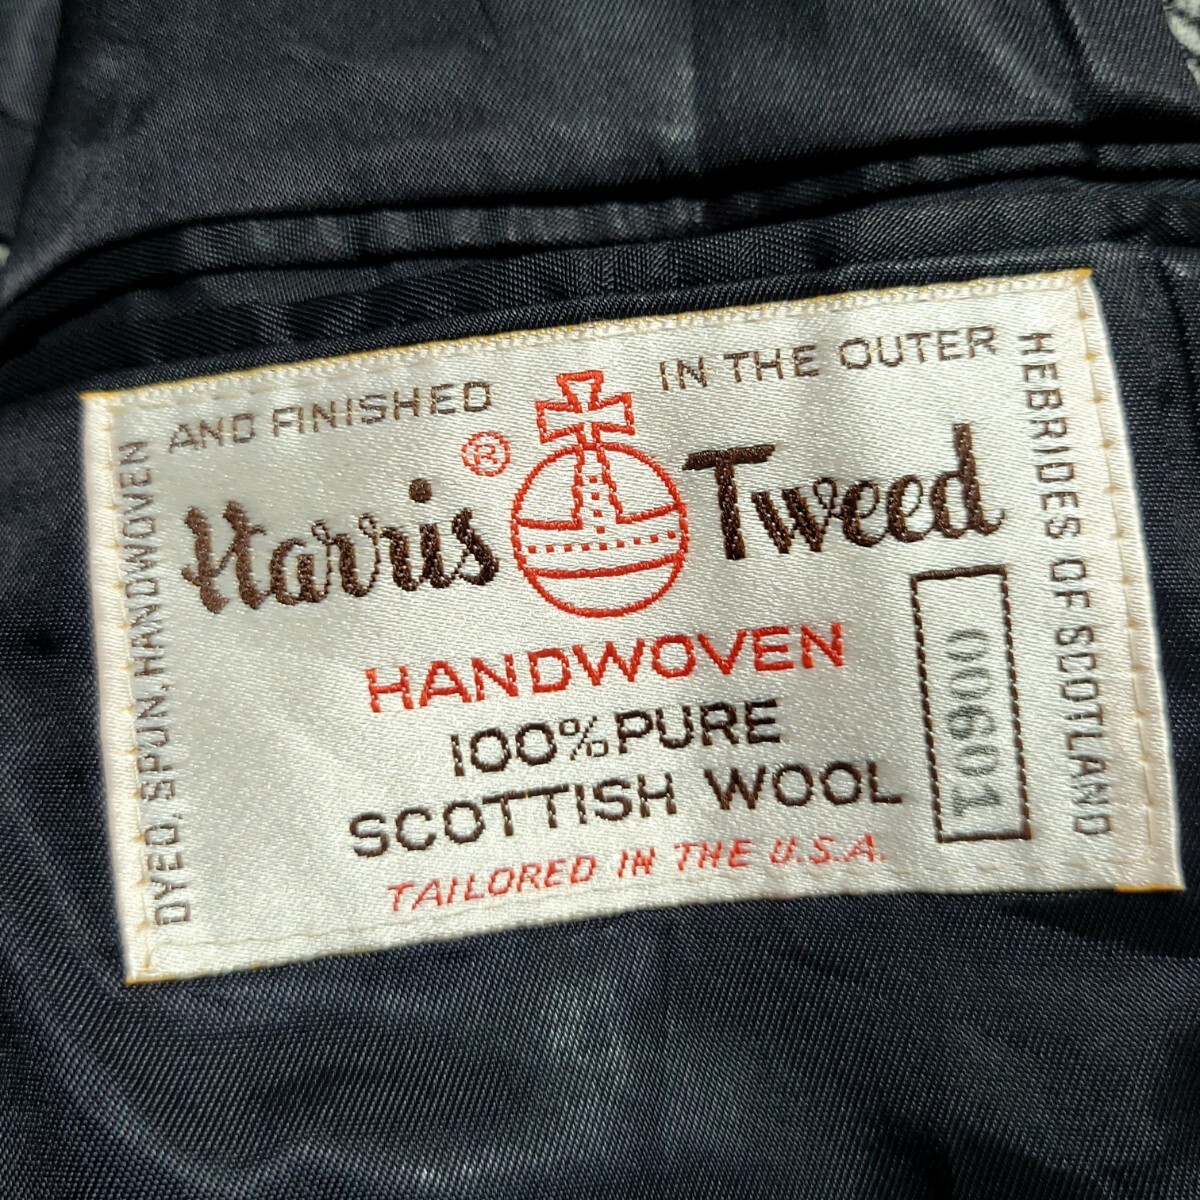 DYED, SPUN, HANDWOVEN
AND FINISHED
IN THE OUTER
HEBRIDES OF SCOTLAND
Harris ® Tweed
HANDWOVEN
100% PURE
SCOTTISH WOOL
TAILORED IN THE U.S.A.
00601